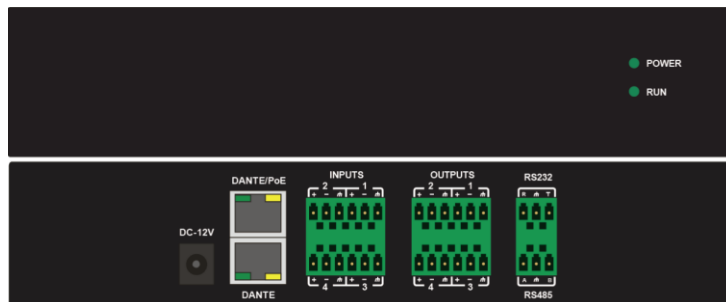 POWER
RUN
DANTE/PoE
INPUTS
OUTPUTS
RS232
2 1
2 1
+ − + −
+ − + −
R T
DC-12V
4 3
4 3
+ − + −
+ − + −
A B
DANTE
RS485